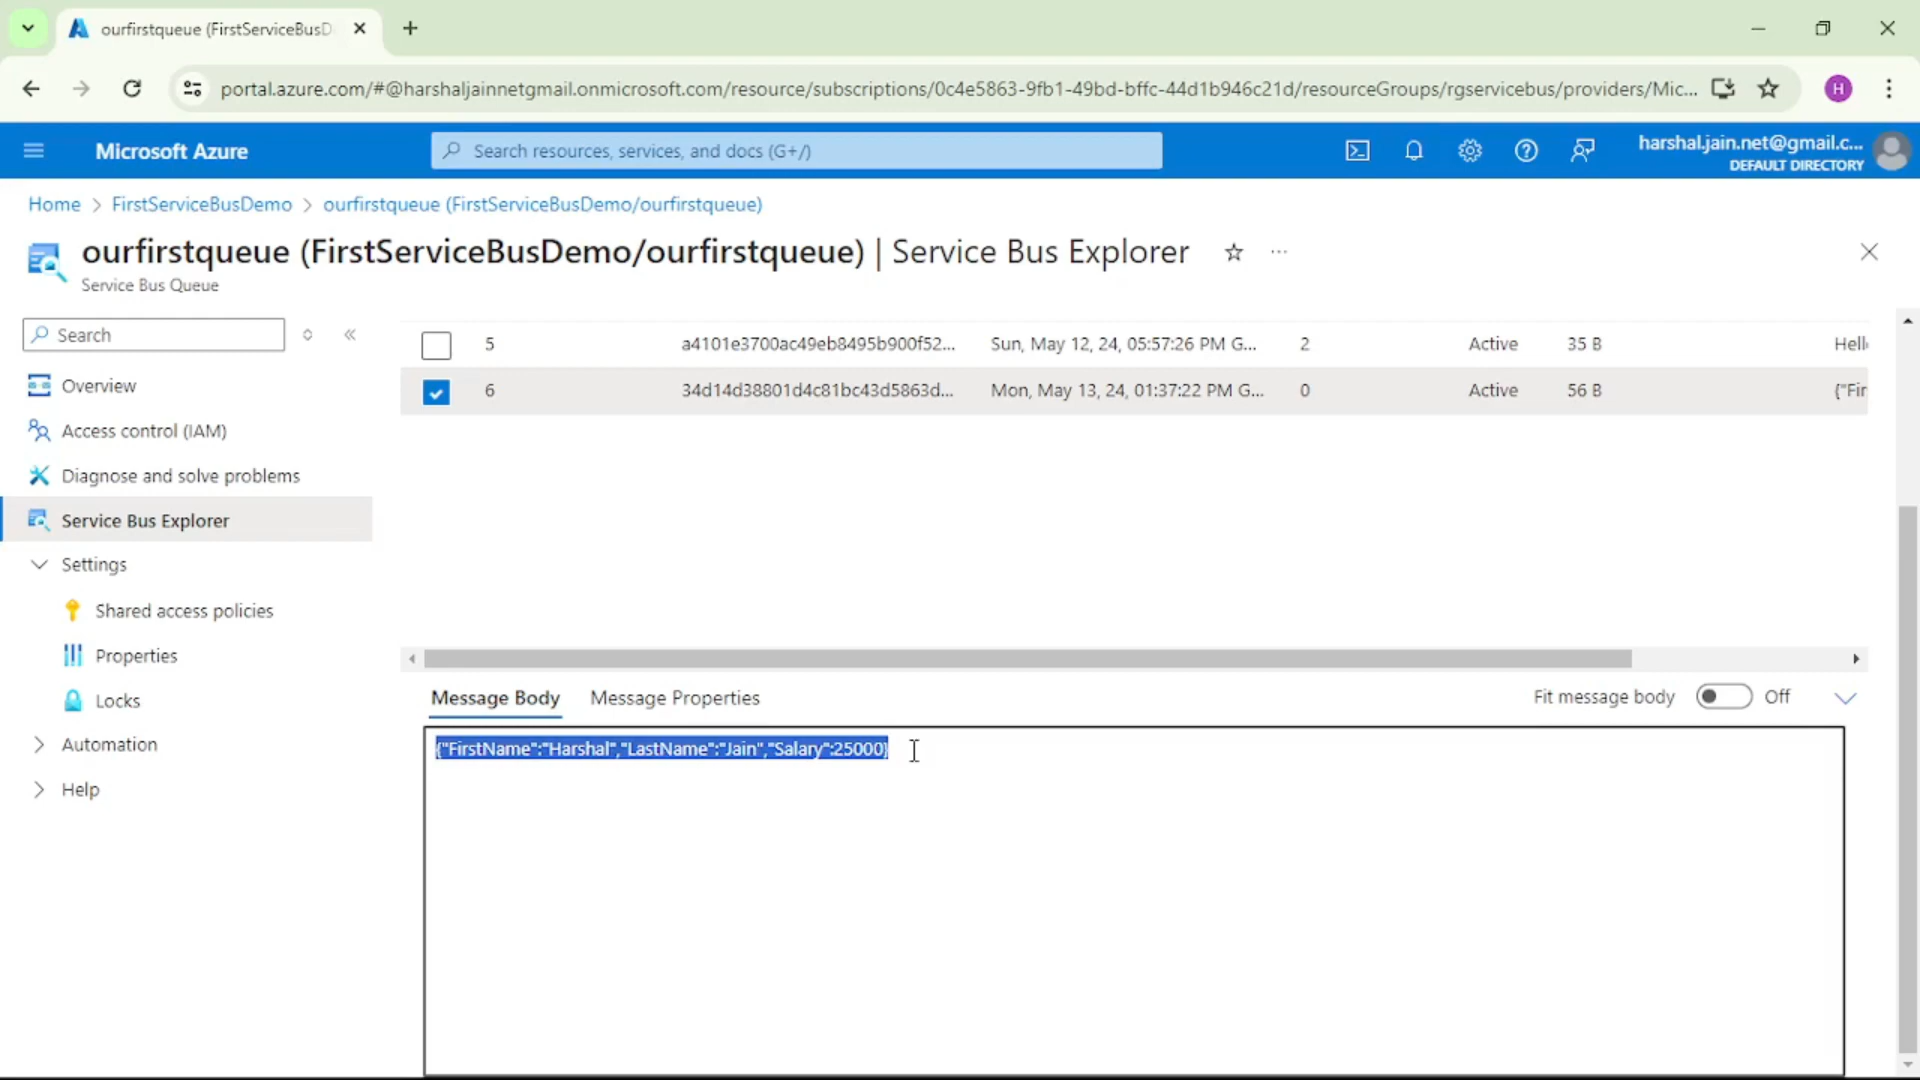 ourfirstqueue (FirstServiceBusD
portal.azure.com/#@harshaljainnetgmail.onmicrosoft.com/resource/subscriptions/0c4e5863-9fb1-49bd-bffc-44d1b946c21d/resourceGroups/rgservicebus/providers/Mic...
H
Microsoft Azure
Search resources, services, and docs (G+/)
harshal.jain.net@gmail.c...
DEFAULT DIRECTORY
Home > FirstServiceBusDemo > ourfirstqueue (FirstServiceBusDemo/ourfirstqueue)
ourfirstqueue (FirstServiceBusDemo/ourfirstqueue) | Service Bus Explorer
Service Bus Queue
Search
Overview
Access control (IAM)
Diagnose and solve problems
Service Bus Explorer
Settings
Shared access policies
Properties
Locks
Automation
Help
5 a4101e3700ac49eb8495b900f52... Sun, May 12, 24, 05:57:26 PM G... 2 Active 35 B Hell
6 34d14d38801d4c81bc43d5863d... Mon, May 13, 24, 01:37:22 PM G... 0 Active 56 B {"Fir
Message Body Message Properties Fit message body Off
{"FirstName":"Harshal","LastName":"Jain","Salary":25000}